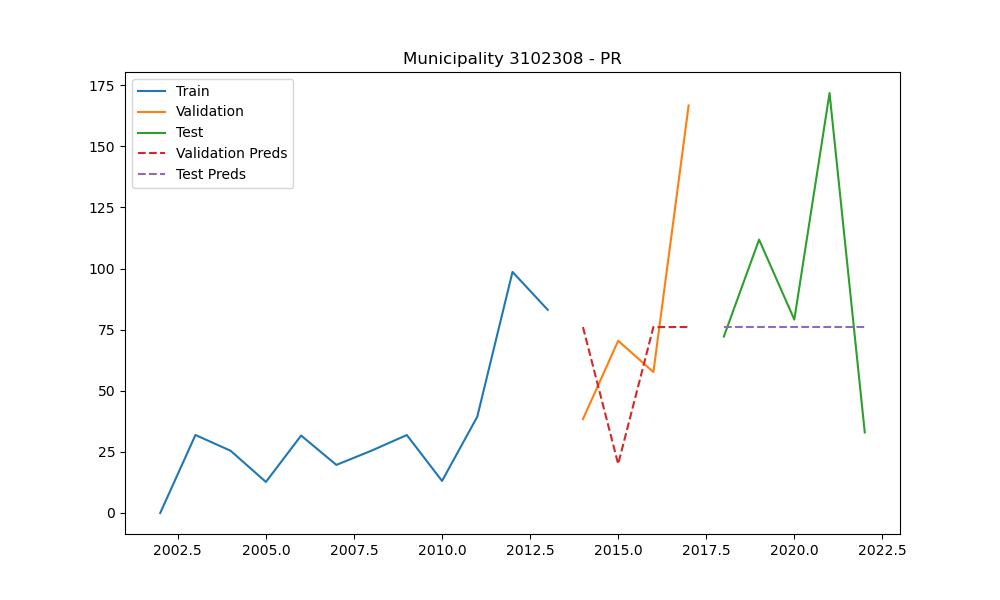 Municipality 3102308 - PR
175
150
125
100
75
50
25
0
Train
Validation
Test
Validation Preds
Test Preds
2002.5 2005.0 2007.5 2010.0 2012.5 2015.0 2017.5 2020.0 2022.5